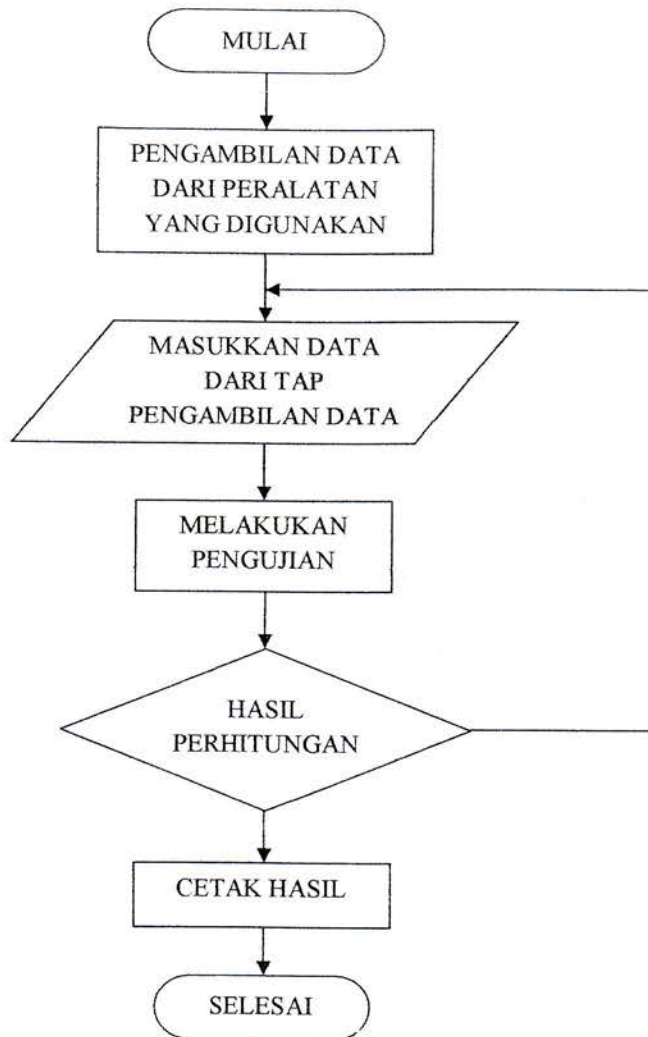 MULAI
PENGAMBILAN DATA
DARI PERALATAN
YANG DIGUNAKAN
MASUKKAN DATA
DARI TAP
PENGAMBILAN DATA
MELAKUKAN
PENGUJIAN
HASIL
PERHITUNGAN
CETAK HASIL
SELESAI